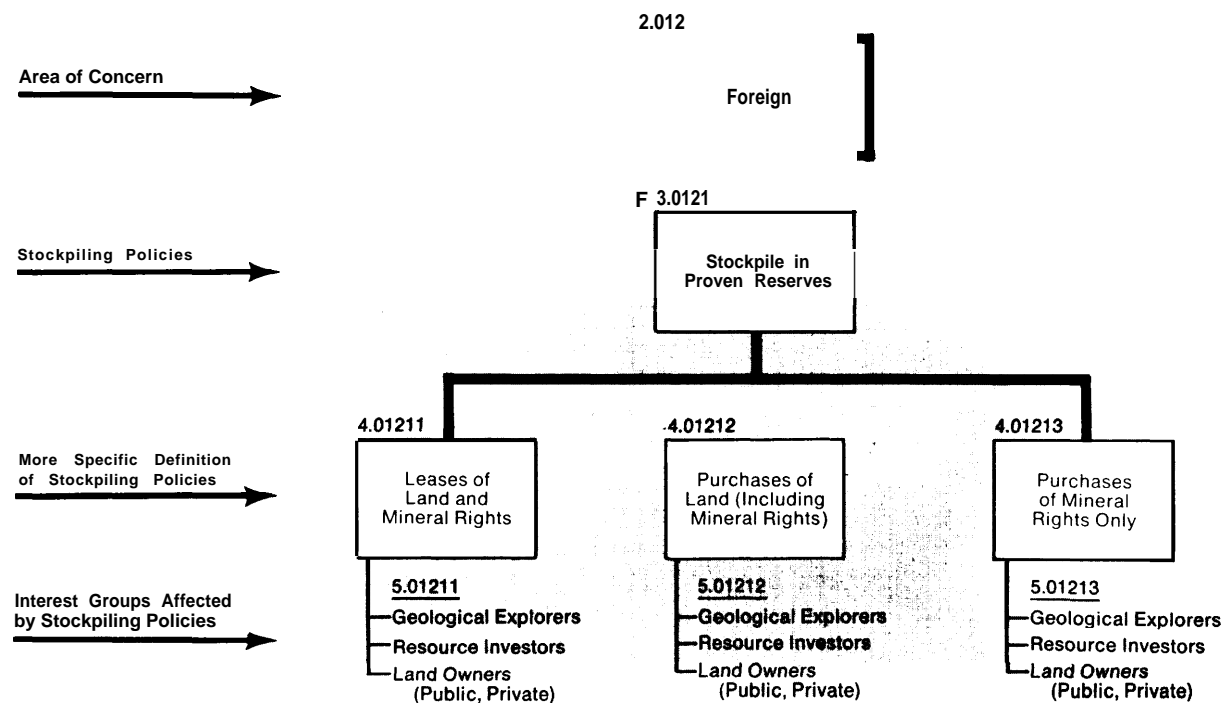 2.012
Area of Concern
Foreign
F 3.0121
Stockpiling Policies
Stockpile in
Proven Reserves
4.01211
4.01212
4.01213
More Specific Definition
of Stockpiling Policies
Leases of
Land and
Mineral Rights
Purchases of
Land (Including
Mineral Rights)
Purchases
of Mineral
Rights Only
Interest Groups Affected
by Stockpiling Policies
5.01211
Geological Explorers
Resource Investors
Land Owners
(Public, Private)
5.01212
Geological Explorers
Resource Investors
Land Owners
(Public, Private)
5.01213
Geological Explorers
Resource Investors
Land Owners
(Public, Private)